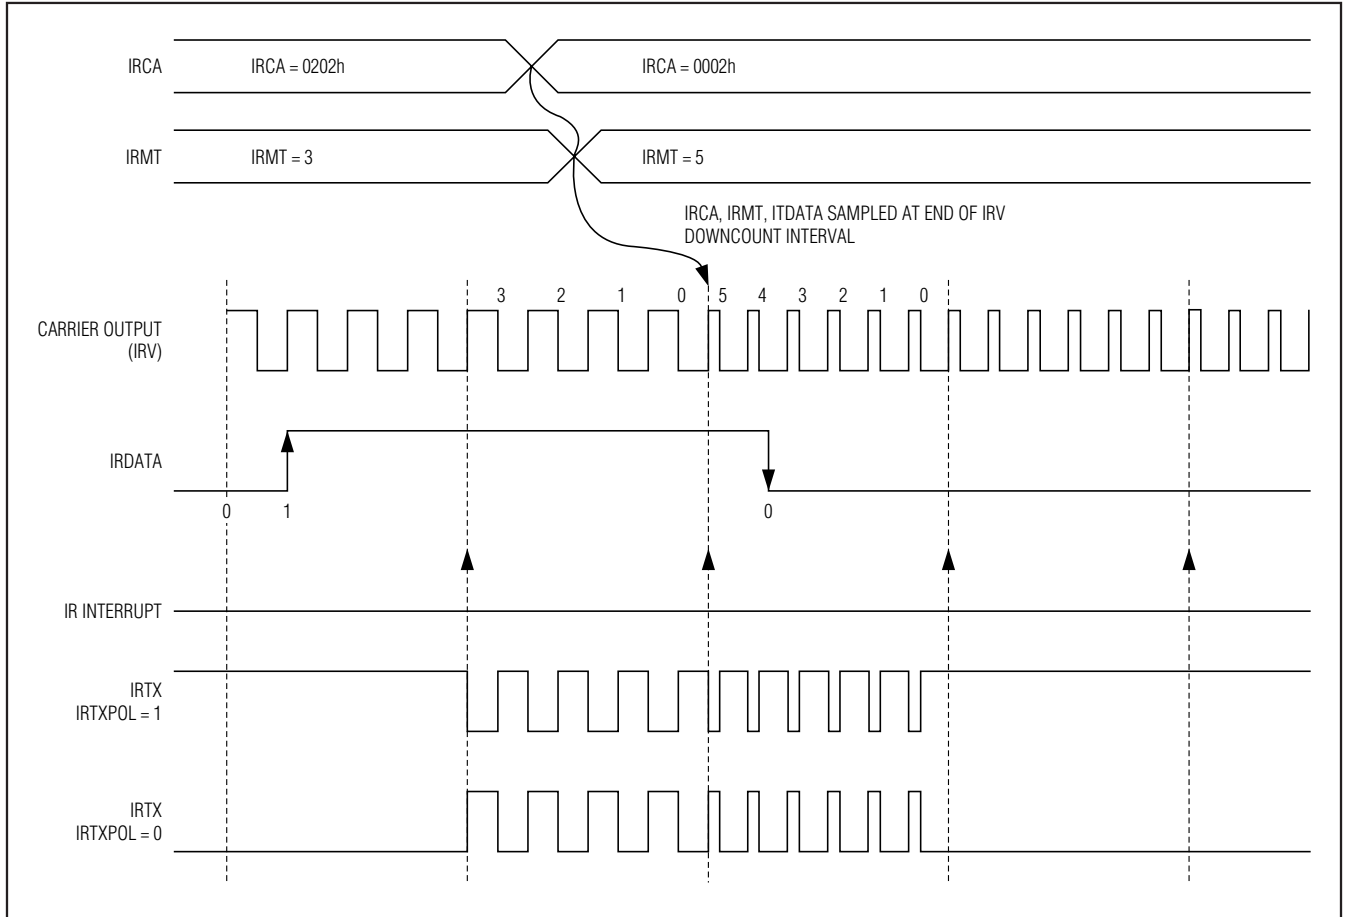 IRCA
IRCA = 0202h
IRCA = 0002h
IRMT
IRMT = 3
IRMT = 5
IRCA, IRMT, ITDATA SAMPLED AT END OF IRV
DOWNCOUNT INTERVAL
3 2 1 0 5 4 3 2 1 0
CARRIER OUTPUT
(IRV)
IRDATA
0 1 0
IR INTERRUPT
IRTX
IRTXPOL = 1
IRTX
IRTXPOL = 0